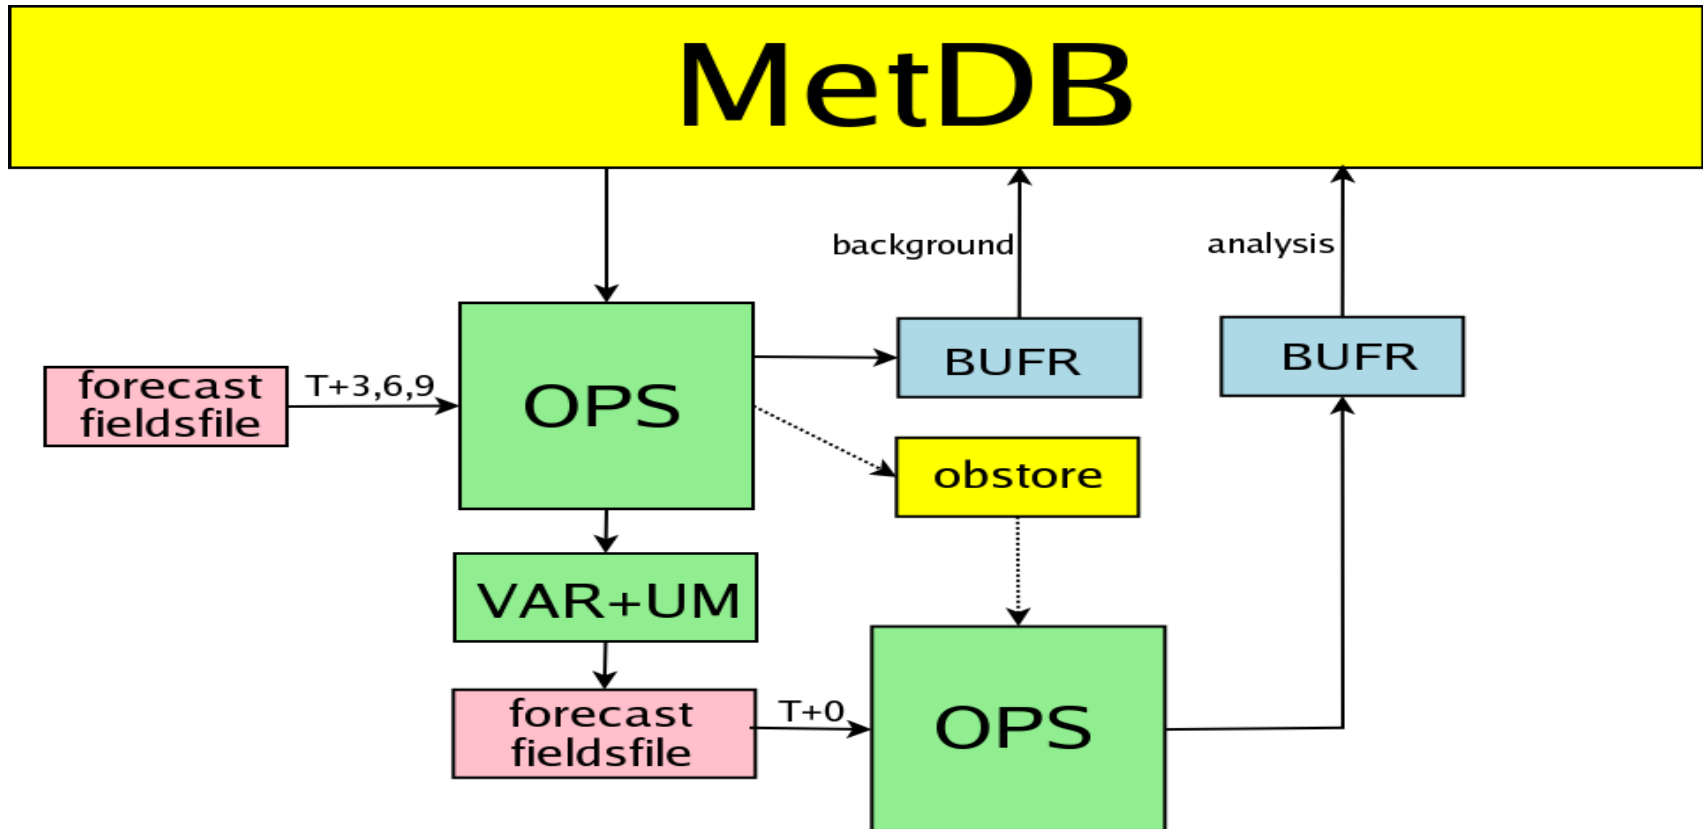 MetDB
background
analysis
forecast
fieldsfile
T+3,6,9
OPS
BUFR
BUFR
obstore
VAR+UM
forecast
fieldsfile
T+0
OPS